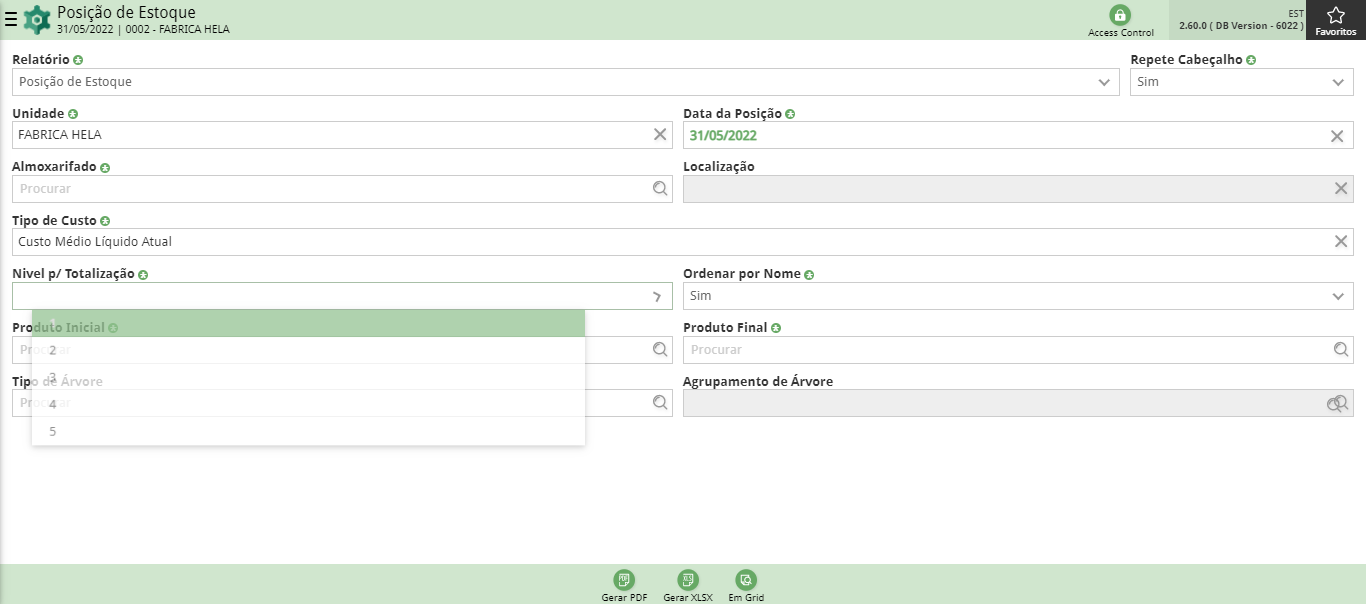 Posição de Estoque
31/05/2022 | 0002 - FABRICA HELA
Access Control
EST
2.60.0 ( DB Version - 6022 )
Favoritos
Relatório
Repete Cabeçalho
Posição de Estoque
Sim
Unidade
Data da Posição
FABRICA HELA
31/05/2022
Almoxarifado
Localização
Procurar
Tipo de Custo
Custo Médio Líquido Atual
Nivel p/ Totalização
Ordenar por Nome
Sim
1
Produto Inicial
Produto Final
Procurar
2
Procurar
3
Tipo de Árvore
Agrupamento de Árvore
Procurar
4
5
Gerar PDF
Gerar XLSX
Em Grid